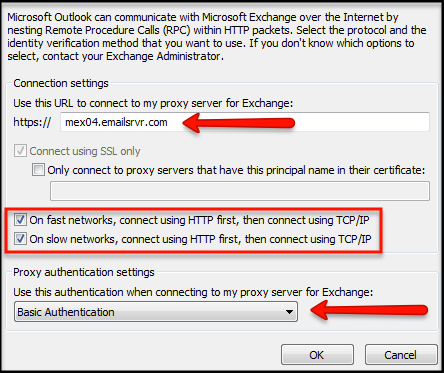 Microsoft Outlook can communicate with Microsoft Exchange over the Internet by
nesting Remote Procedure Calls (RPC) within HTTP packets. Select the protocol and
the identity verification method that you want to use. If you don't know which options to
select, contact your Exchange Administrator.
Connection settings
Use this URL to connect to my proxy server for Exchange:
https:// mex04.emailsrvr.com
Connect using SSL only
Only connect to proxy servers that have this principal name in their certificate:
On fast networks, connect using HTTP first, then connect using TCP/IP
On slow networks, connect using HTTP first, then connect using TCP/IP
Proxy authentication settings
Use this authentication when connecting to my proxy server for Exchange:
Basic Authentication
OK Cancel